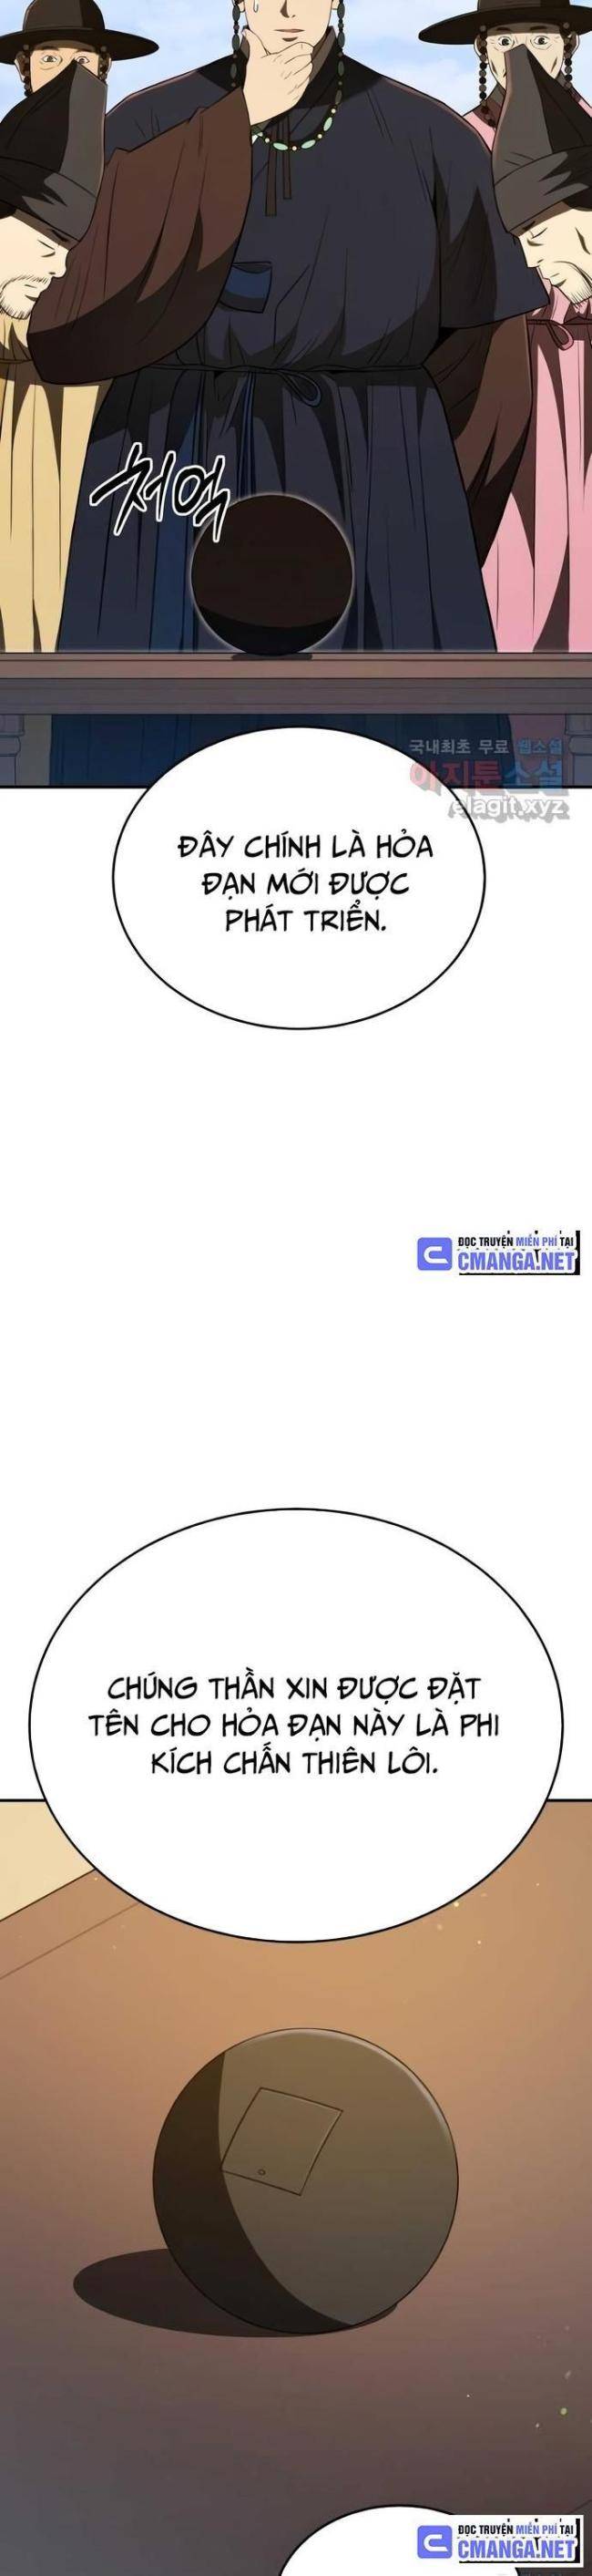 처억
국내최초 무료 웹소설
아지툰소설
elagit.xyz
ĐÂY CHÍNH LÀ HỎA
ĐẠN MỚI ĐƯỢC
PHÁT TRIỂN.
ĐỌC TRUYỆN MIỄN PHÍ TẠI
CMANGA.NET
CHÚNG THẦN XIN ĐƯỢC ĐẶT
TÊN CHO HỎA ĐẠN NÀY LÀ PHI
KÍCH CHẤN THIÊN LÔI.
ĐỌC TRUYỆN MIỄN PHÍ TẠI
CMANGA.NET